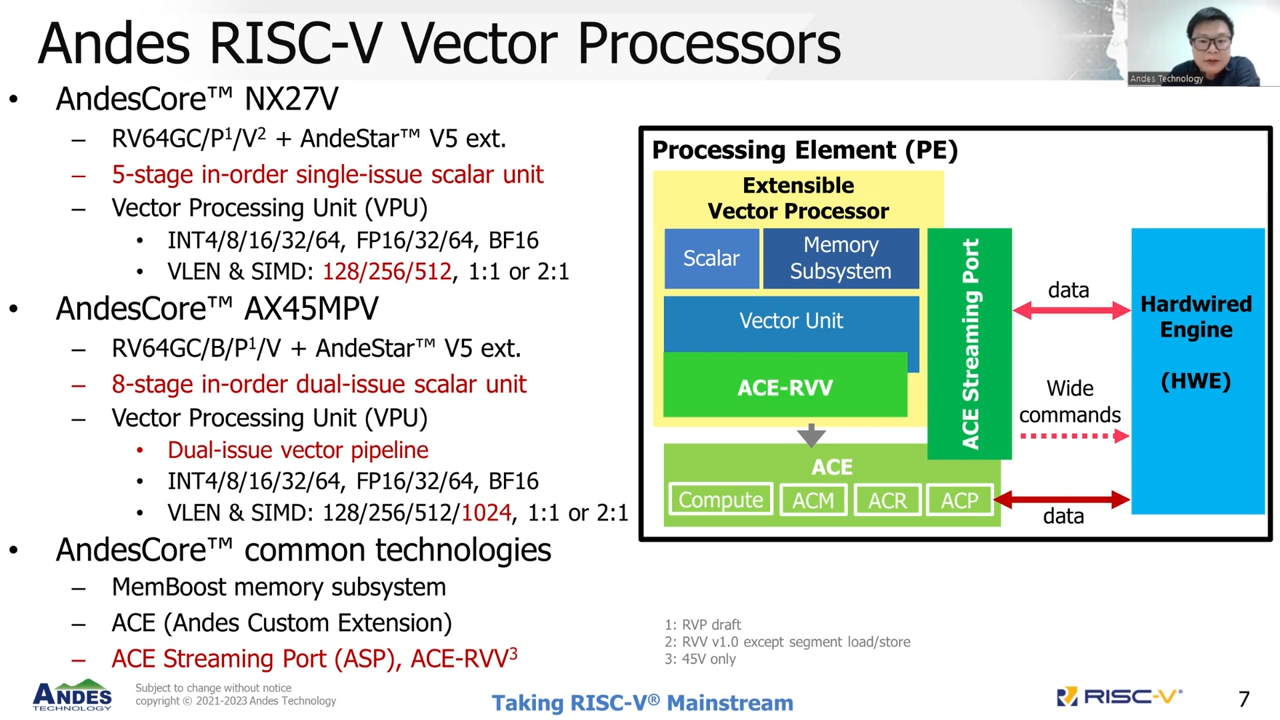 Andes RISC-V Vector Processors
Andes Technology
• AndesCore™ NX27V
– RV64GC/P¹/V² + AndeStar™ V5 ext.
– 5-stage in-order single-issue scalar unit
– Vector Processing Unit (VPU)
• INT4/8/16/32/64, FP16/32/64, BF16
• VLEN & SIMD: 128/256/512, 1:1 or 2:1
• AndesCore™ AX45MPV
– RV64GC/B/P¹/V + AndeStar™ V5 ext.
– 8-stage in-order dual-issue scalar unit
– Vector Processing Unit (VPU)
• Dual-issue vector pipeline
• INT4/8/16/32/64, FP16/32/64, BF16
• VLEN & SIMD: 128/256/512/1024, 1:1 or 2:1
• AndesCore™ common technologies
– MemBoost memory subsystem
– ACE (Andes Custom Extension)
– ACE Streaming Port (ASP), ACE-RVV³
Processing Element (PE)
Extensible
Vector Processor
Scalar
Memory
Subsystem
Vector Unit
ACE-RVV
ACE Streaming Port
ACE
Compute
ACM
ACR
ACP
data
Wide
commands
data
Hardwired
Engine
(HWE)
1: RVP draft
2: RVV v1.0 except segment load/store
3: 45V only
ANDES
TECHNOLOGY
Subject to change without notice
copyright © 2021-2023 Andes Technology
Taking RISC-V® Mainstream
RISC-V®
7